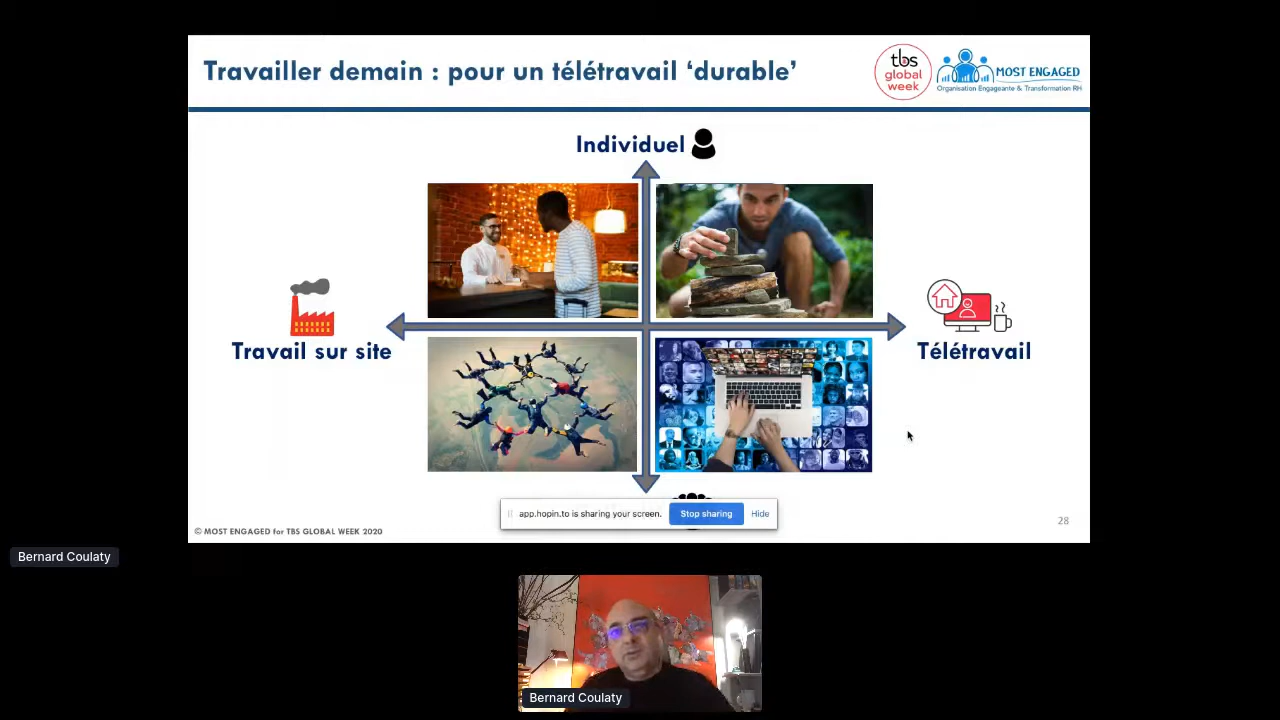 Travailler demain : pour un télétravail ‘durable’
tbs
global
week
MOST ENGAGED
Organisation Engageante & Transformation RH
Individuel
Travail sur site
Télétravail
app.hopin.to is sharing your screen.
Stop sharing
Hide
© MOST ENGAGED for TBS GLOBAL WEEK 2020
28
Bernard Coulaty
Bernard Coulaty